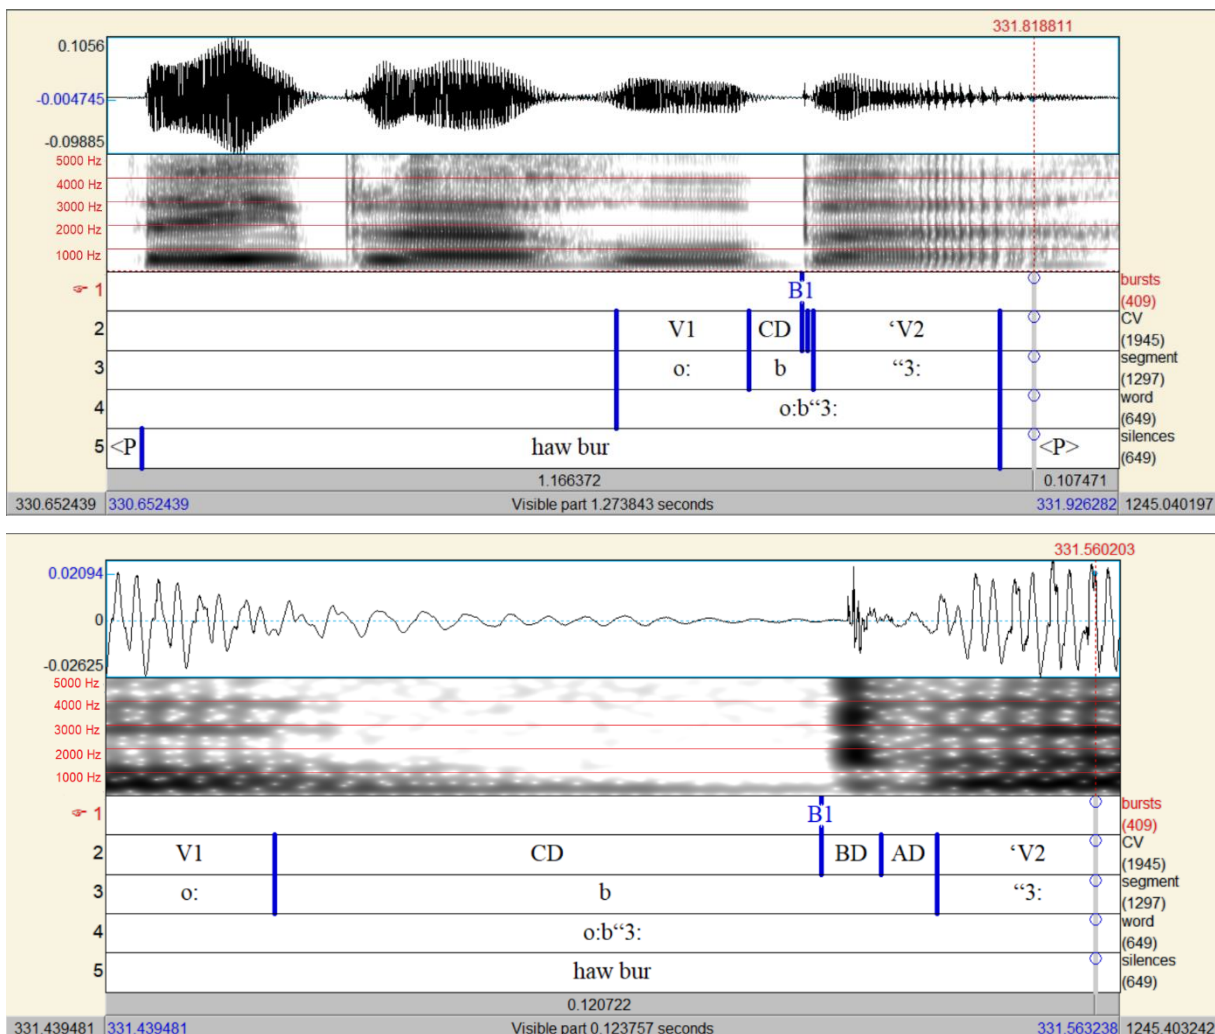 331.818811
0.1056
-0.004745
-0.09885
5000 Hz
4000 Hz
3000 Hz
2000 Hz
1000 Hz
☞ 1 B1 bursts (409)
2 V1 CD ‘V2 CV (1945)
3 o: b “3: segment (1297)
4 o:b“3: word (649)
5 <P haw bur <P> silences (649)
1.166372 0.107471
330.652439 330.652439 Visible part 1.273843 seconds 331.926282 1245.040197
331.560203
0.02094
0
-0.02625
5000 Hz
4000 Hz
3000 Hz
2000 Hz
1000 Hz
☞ 1 B1 bursts (409)
2 V1 CD BD AD ‘V2 CV (1945)
3 o: b “3: segment (1297)
4 o:b“3: word (649)
5 haw bur silences (649)
0.120722
331.439481 331.439481 Visible part 0.123757 seconds 331.563238 1245.403242